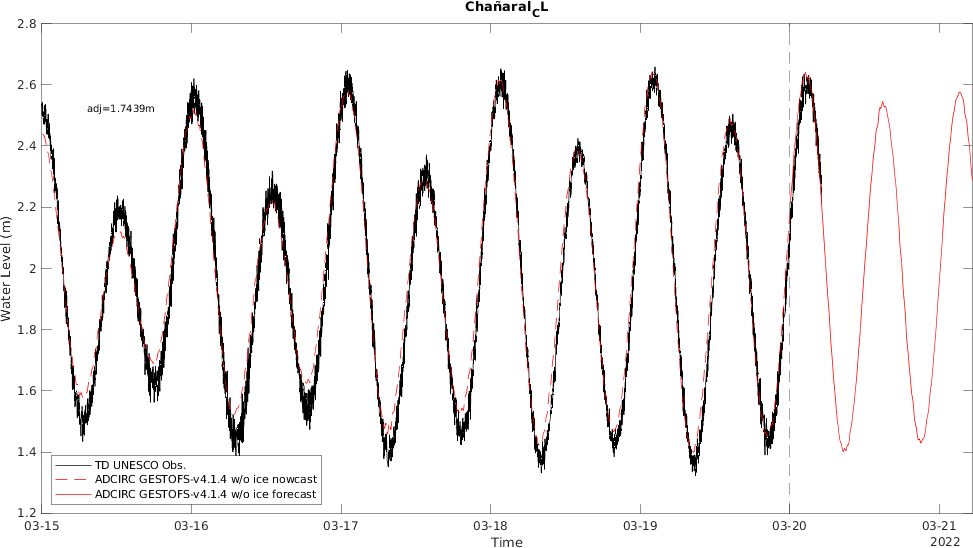 Chañaral_CL
2.8
2.6
adj=1.7439m
2.4
2.2
2
1.8
1.6
1.4
1.2
Water Level (m)
TD UNESCO Obs.
ADCIRC GESTOFS-v4.1.4 w/o ice nowcast
ADCIRC GESTOFS-v4.1.4 w/o ice forecast
03-15 03-16 03-17 03-18 03-19 03-20 03-21
Time
2022